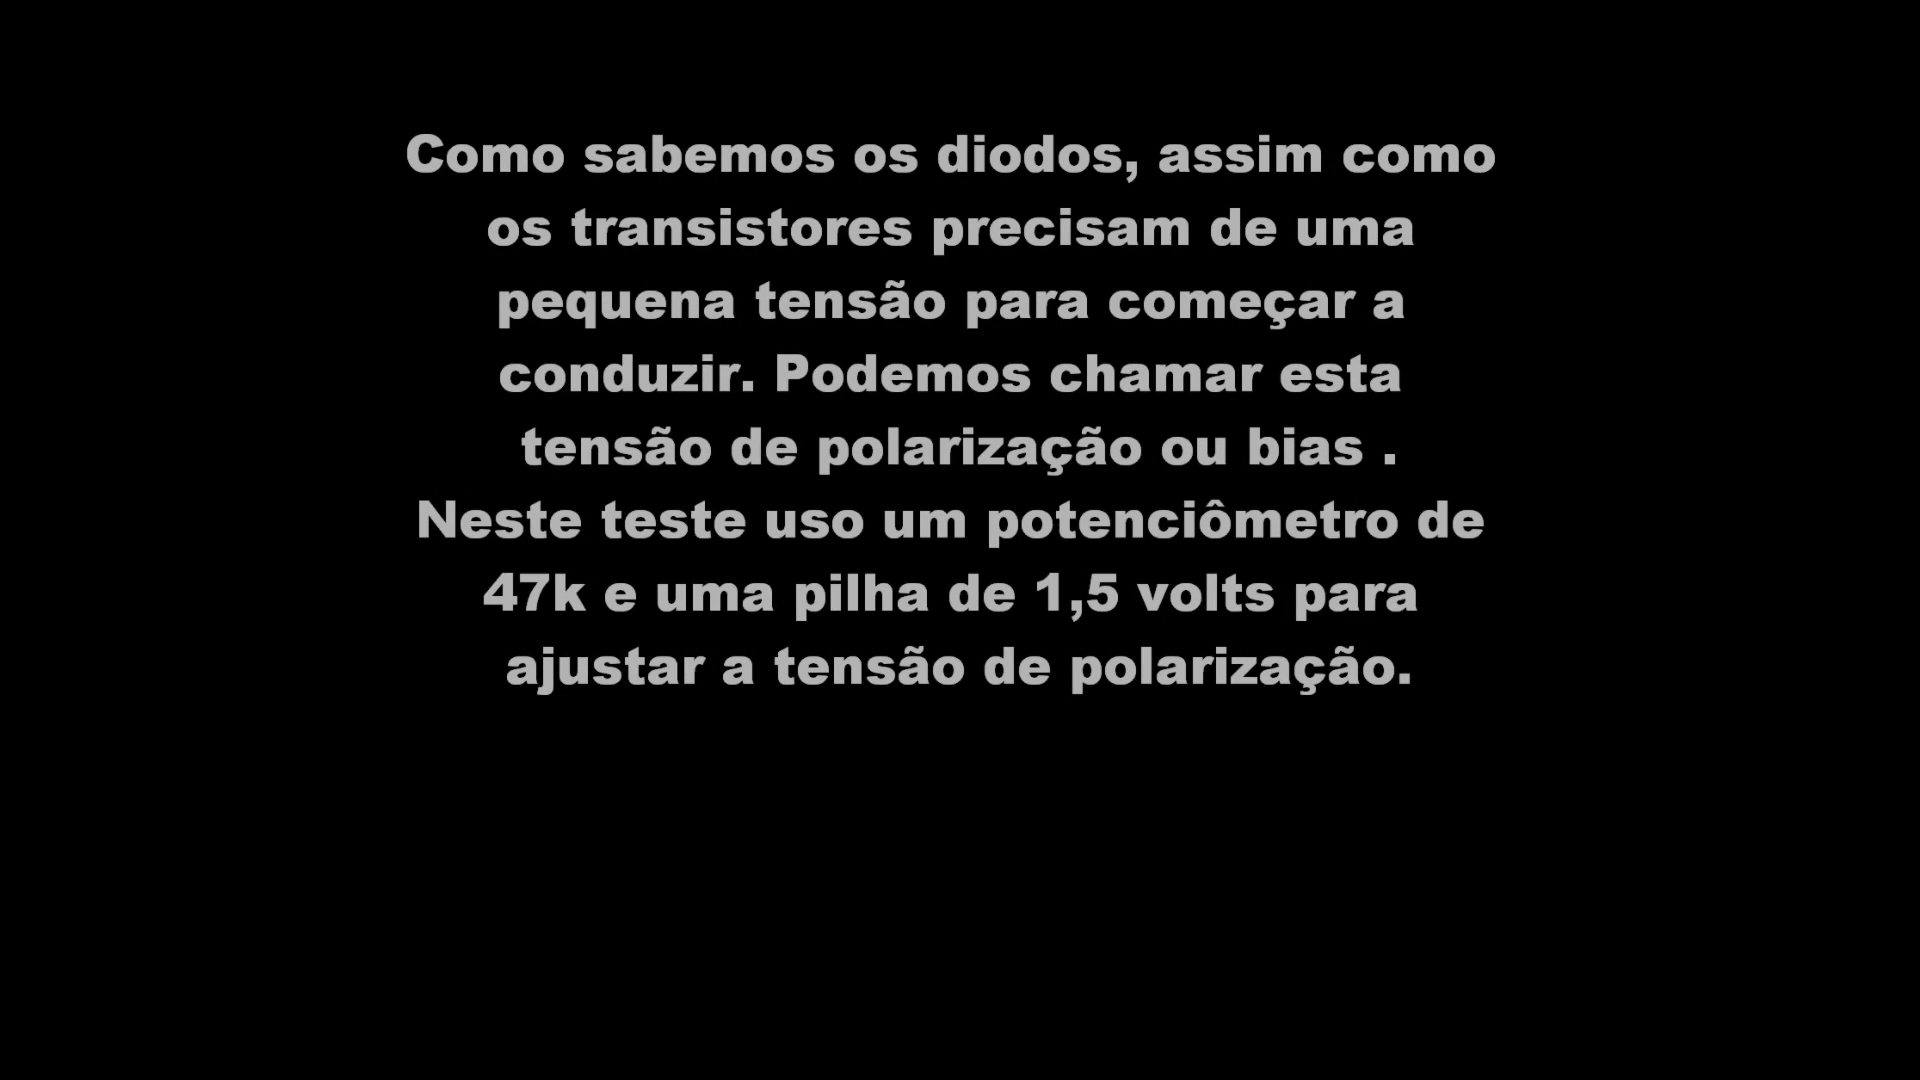 Como sabemos os diodos, assim como
os transistores precisam de uma
pequena tensão para começar a
conduzir. Podemos chamar esta
tensão de polarização ou bias .
Neste teste uso um potenciômetro de
47k e uma pilha de 1,5 volts para
ajustar a tensão de polarização.